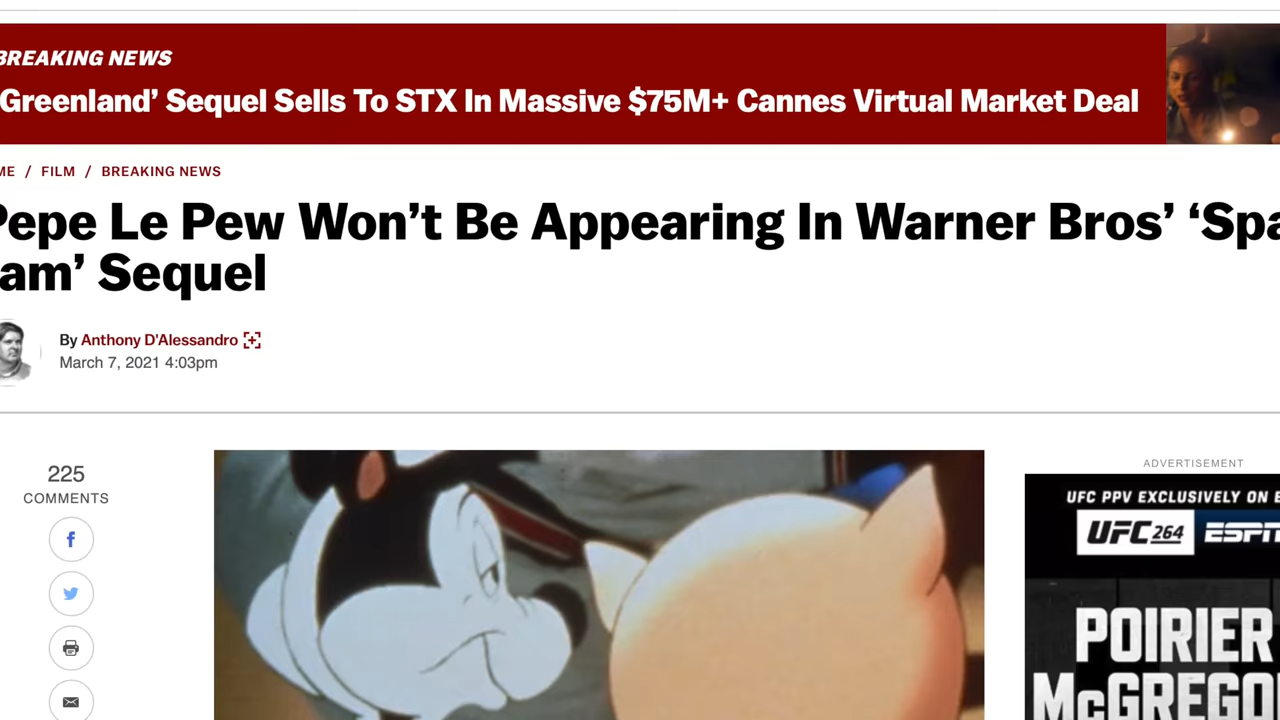 BREAKING NEWS
Greenland’ Sequel Sells To STX In Massive $75M+ Cannes Virtual Market Deal
ME / FILM / BREAKING NEWS
Pepe Le Pew Won’t Be Appearing In Warner Bros’ ‘Spa
am’ Sequel
By Anthony D'Alessandro
March 7, 2021 4:03pm
225
COMMENTS
ADVERTISEMENT
UFC PPV EXCLUSIVELY ON E
UFC 264 ESPN
POIRIER
McGREGO